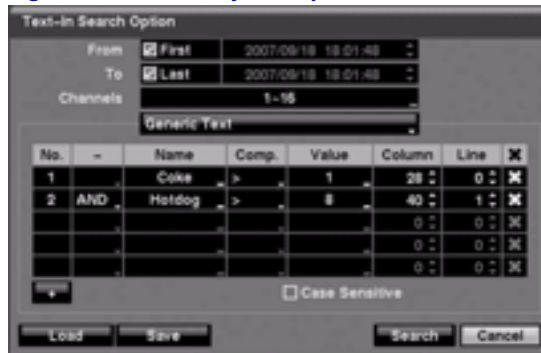 Text-In Search Option
From First 2007/09/18 18:01:48
To Last 2007/09/18 18:01:48
Channels 1~16
Generic Text
No. - Name Comp. Value Column Line
1 Coke > 1 28 0
2 AND Hotdog > 8 40 1
0 0
0 0
0 0
+ Case Sensitive
Load Save Search Cancel